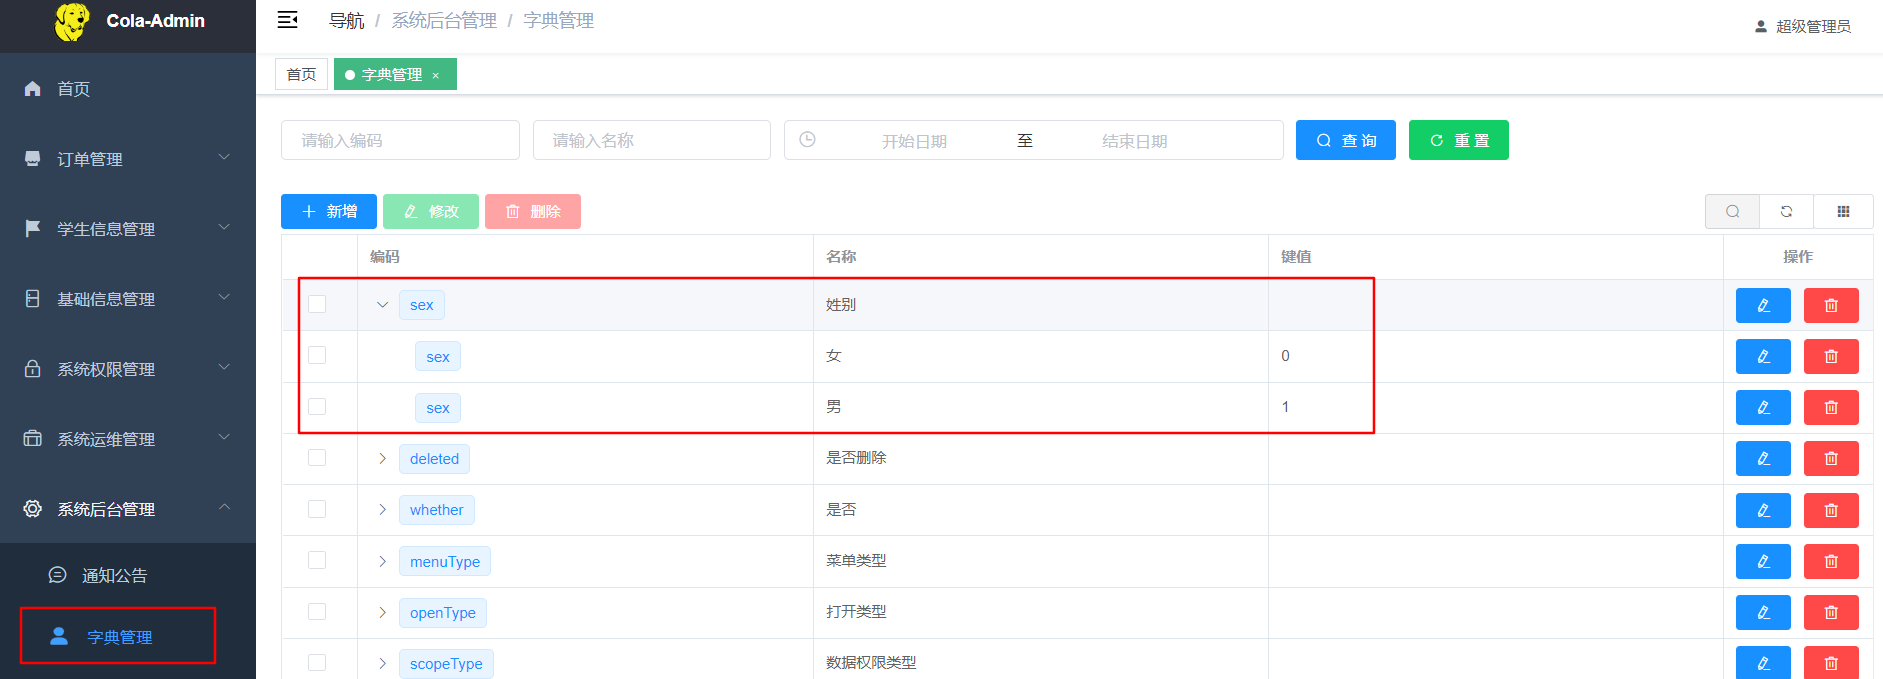 Cola-Admin
导航 / 系统后台管理 / 字典管理
超级管理员
首页
字典管理 ×
首页
订单管理
学生信息管理
基础信息管理
系统权限管理
系统运维管理
系统后台管理
通知公告
字典管理
请输入编码 请输入名称 开始日期 至 结束日期 查 询 重 置
新增 修改 删除
编码 名称 键值 操作
sex 姓别
sex 女 0
sex 男 1
deleted 是否删除
whether 是否
menuType 菜单类型
openType 打开类型
scopeType 数据权限类型